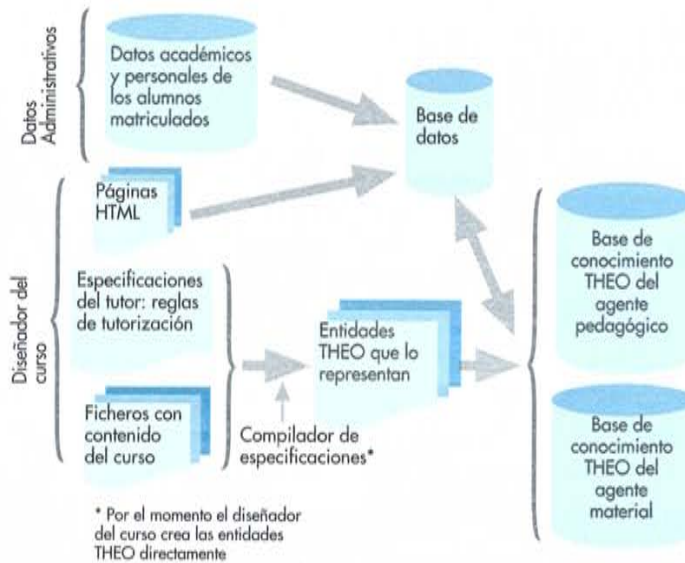 Datos
Administrativos
Datos académicos
y personales de
los alumnos
matriculados
Base de
datos
Diseñador del
curso
Páginas
HTML
Especificaciones
del tutor: reglas
de tutorización
Ficheros con
contenido
del curso
Compilador de
especificaciones*
Entidades
THEO que lo
representan
Base de
conocimiento
THEO del
agente
pedagógico
Base de
conocimiento
THEO del
agente
material
* Por el momento el diseñador
del curso crea las entidades
THEO directamente